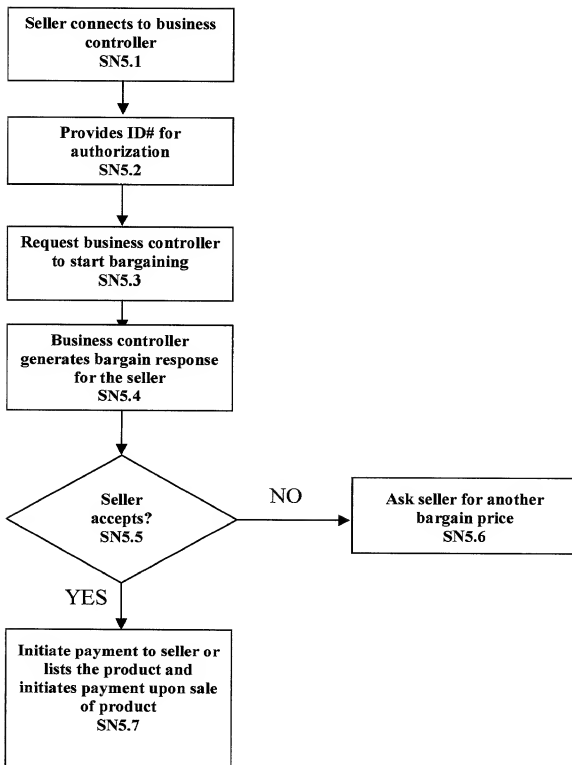 Seller connects to business
controller
SN5.1
Provides ID# for
authorization
SN5.2
Request business controller
to start bargaining
SN5.3
Business controller
generates bargain response
for the seller
SN5.4
Seller
accepts?
SN5.5
NO
Ask seller for another
bargain price
SN5.6
YES
Initiate payment to seller or
lists the product and
initiates payment upon sale
of product
SN5.7